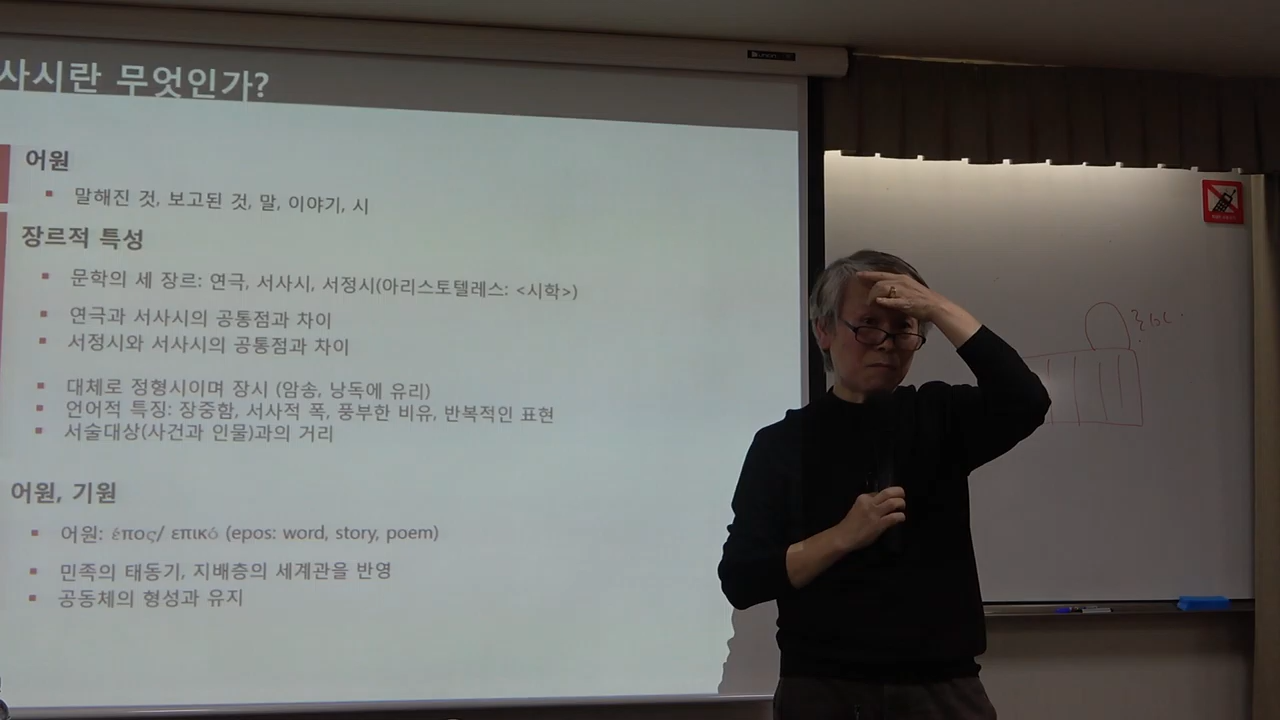 사시란 무엇인가?
어원
▪ 말해진 것, 보고된 것, 말, 이야기, 시
장르적 특성
▪ 문학의 세 장르: 연극, 서사시, 서정시(아리스토텔레스: <시학>)
▪ 연극과 서사시의 공통점과 차이
▪ 서정시와 서사시의 공통점과 차이
▪ 대체로 정형시이며 장시 (암송, 낭독에 유리)
▪ 언어적 특징: 장중함, 서사적 폭, 풍부한 비유, 반복적인 표현
▪ 서술대상(사건과 인물)과의 거리
어원, 기원
▪ 어원: έπος/ επικό (epos: word, story, poem)
▪ 민족의 태동기, 지배층의 세계관을 반영
▪ 공동체의 형성과 유지